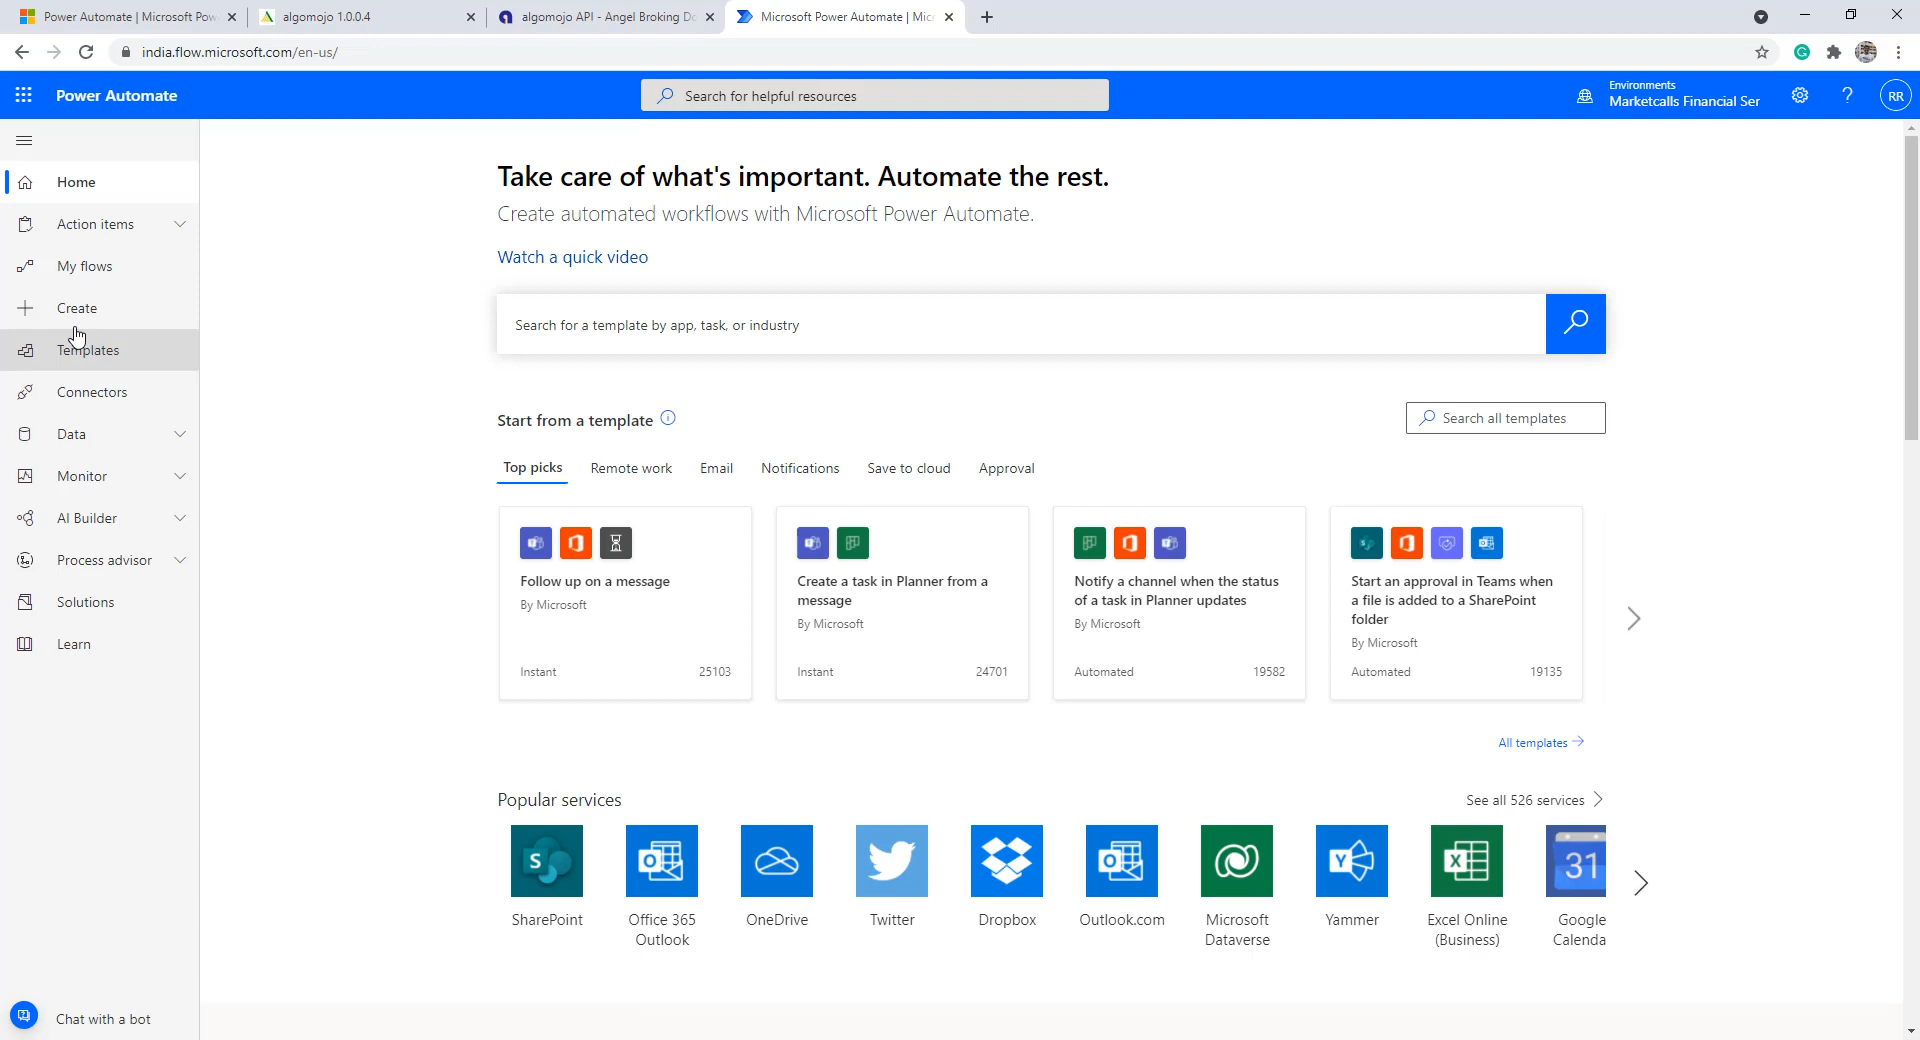 Power Automate | Microsoft Pow
algomojo 1.0.0.4
algomojo API - Angel Broking Do
Microsoft Power Automate | Micr
india.flow.microsoft.com/en-us/
Power Automate
Search for helpful resources
Environments
Marketcalls Financial Ser
?
RR
Home
Action items
My flows
Create
Templates
Connectors
Data
Monitor
AI Builder
Process advisor
Solutions
Learn
Chat with a bot
Take care of what's important. Automate the rest.
Create automated workflows with Microsoft Power Automate.
Watch a quick video
Search for a template by app, task, or industry
Start from a template
Search all templates
Top picks
Remote work
Email
Notifications
Save to cloud
Approval
Follow up on a message
By Microsoft
Instant
25103
Create a task in Planner from a
message
By Microsoft
Instant
24701
Notify a channel when the status
of a task in Planner updates
By Microsoft
Automated
19582
Start an approval in Teams when
a file is added to a SharePoint
folder
By Microsoft
Automated
19135
All templates
Popular services
See all 526 services
SharePoint
Office 365
Outlook
OneDrive
Twitter
Dropbox
Outlook.com
Microsoft
Dataverse
Yammer
Excel Online
(Business)
31
Google
Calenda